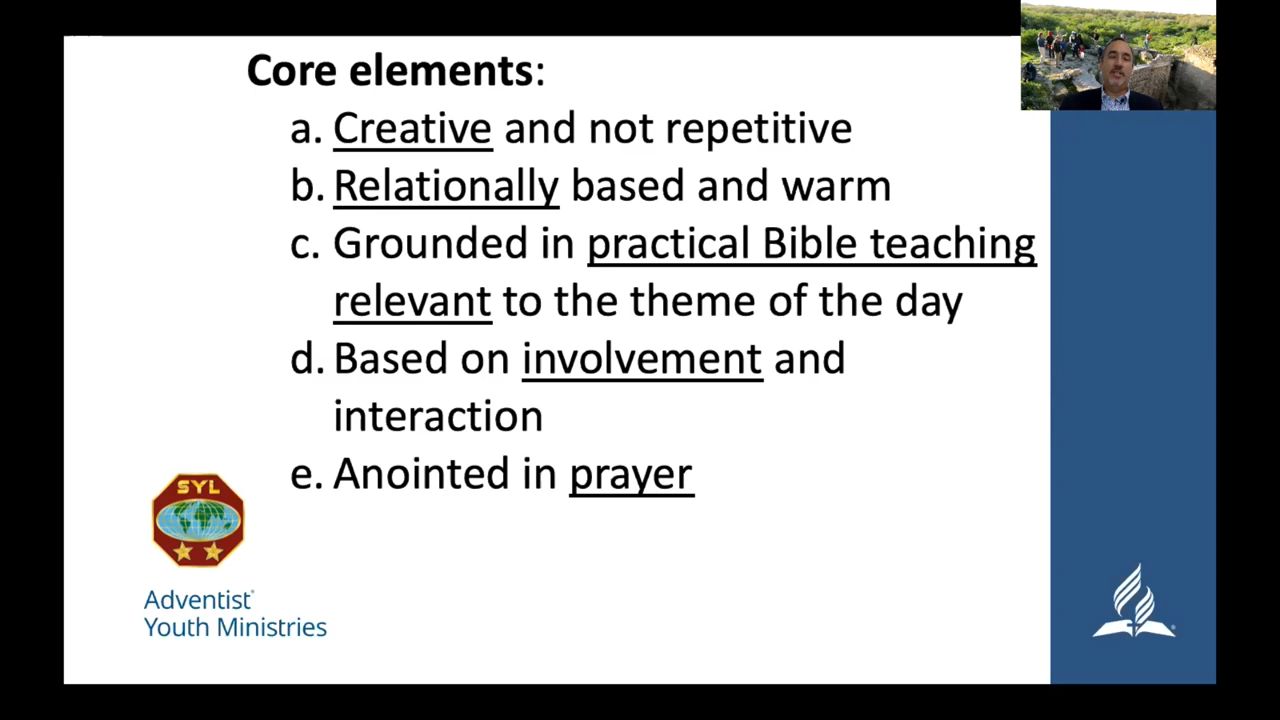 Core elements:
a. Creative and not repetitive
b. Relationally based and warm
c. Grounded in practical Bible teaching
relevant to the theme of the day
d. Based on involvement and
interaction
e. Anointed in prayer
SYL
Adventist®
Youth Ministries